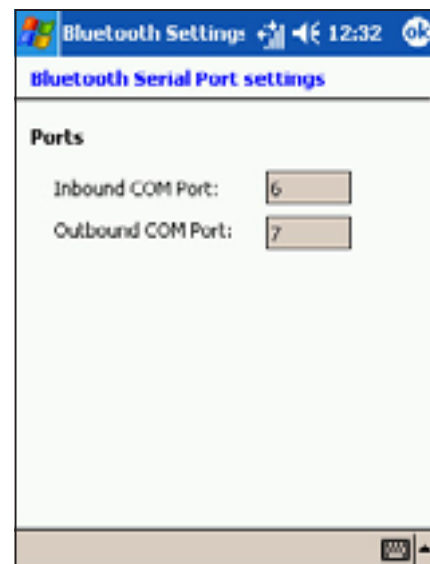 Bluetooth Settings 12:32 ok
Bluetooth Serial Port settings
Ports
Inbound COM Port: 6
Outbound COM Port: 7